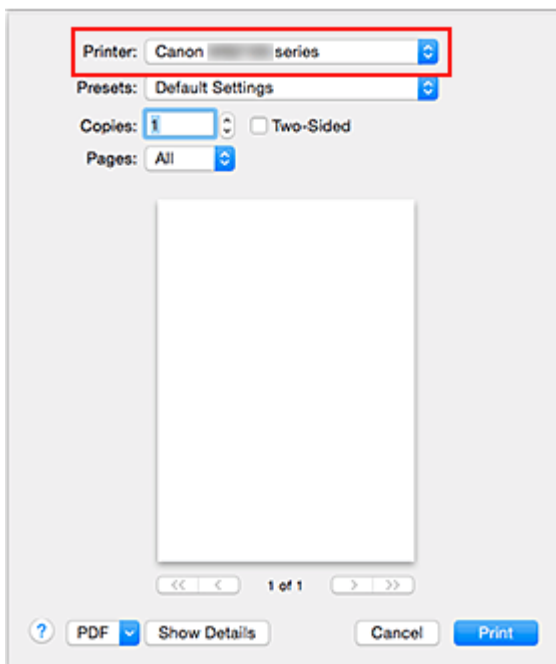 Printer: Canon series
Presets: Default Settings
Copies: 1 Two-Sided
Pages: All
<< < 1 of 1 > >>
? PDF Show Details Cancel Print